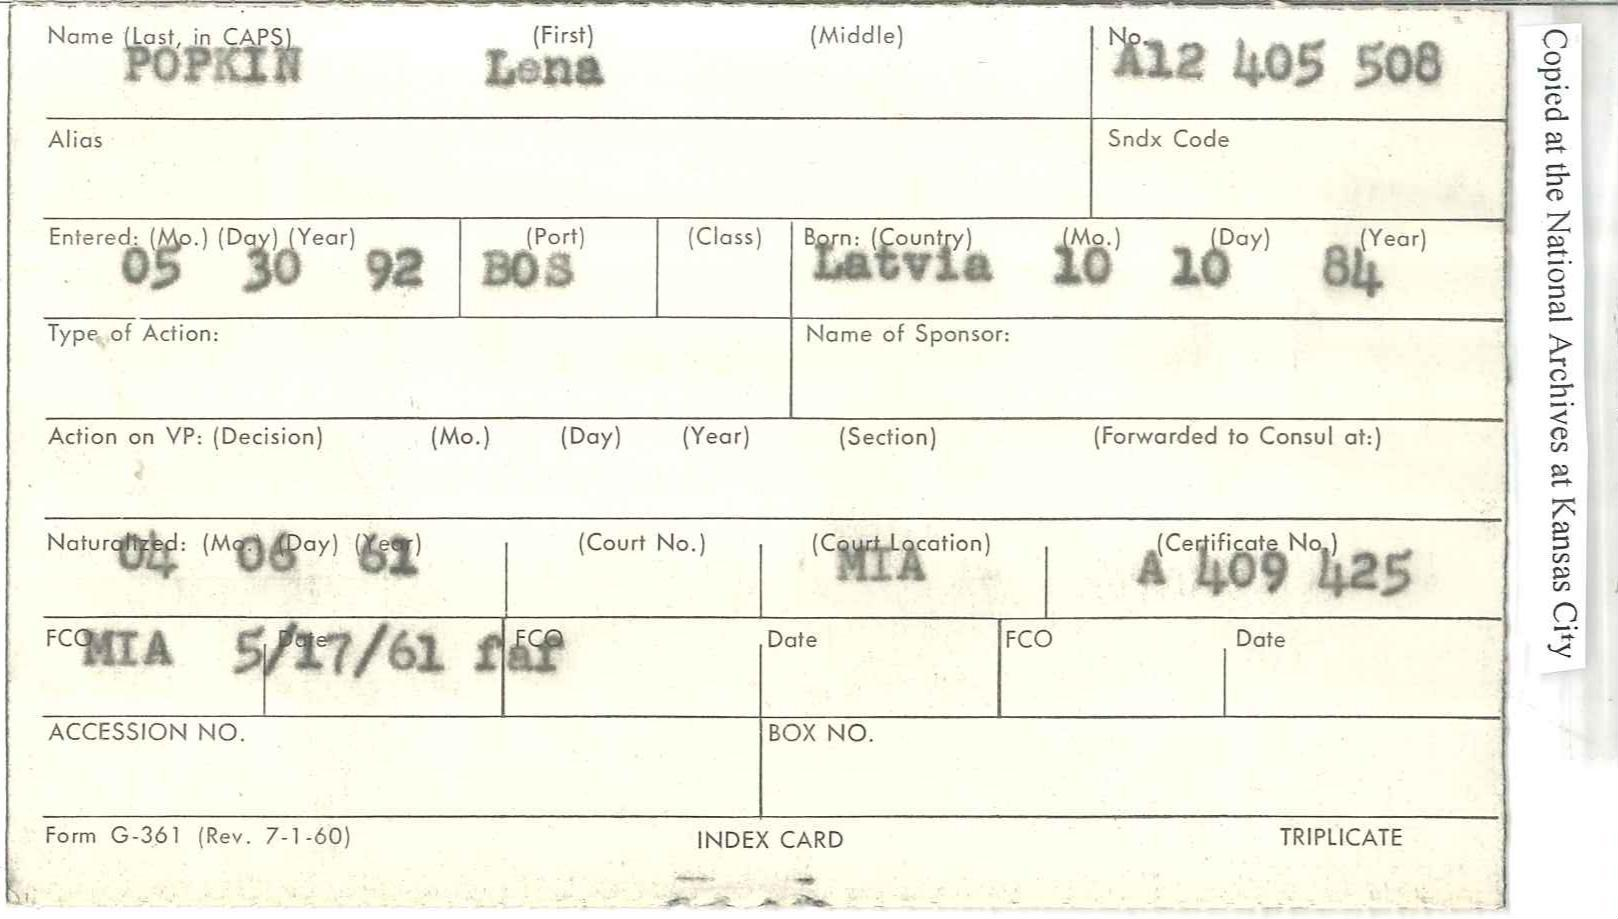 Name (Last, in CAPS) (First) (Middle) No.
POPKIN Lena A12 405 508
Alias Sndx Code
Entered: (Mo.) (Day) (Year) (Port) (Class) Born: (Country) (Mo.) (Day) (Year)
05 30 92 BOS Latvia 10 10 84
Type of Action: Name of Sponsor:
Action on VP: (Decision) (Mo.) (Day) (Year) (Section) (Forwarded to Consul at:)
Naturalized: (Mo.) (Day) (Year) (Court No.) (Court Location) (Certificate No.)
04 06 61 MIA A 409 425
FCO Date FCO Date FCO Date
MIA 5/17/61 far
ACCESSION NO. BOX NO.
Form G-361 (Rev. 7-1-60) INDEX CARD TRIPLICATE
Copied at the National Archives at Kansas City